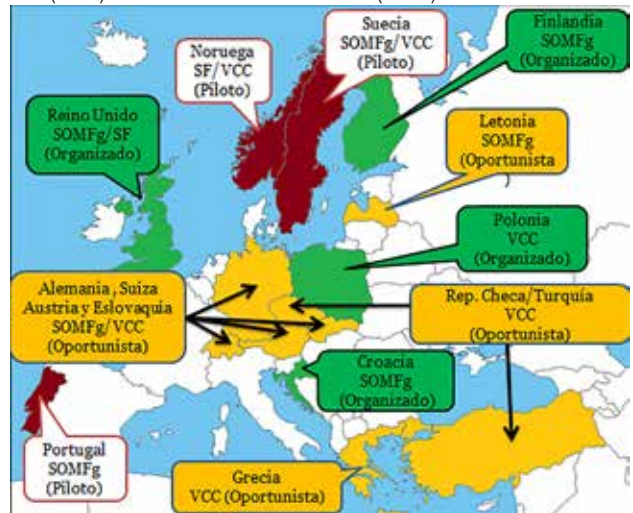 Suecia
SOMFg/VCC
(Piloto)
Finlandia
SOMFg
(Organizado)
Noruega
SF/VCC
(Piloto)
Reino Unido
SOMFg/SF
(Organizado)
Letonia
SOMFg
(Oportunista
Polonia
VCC
(Organizado)
Alemania , Suiza
Austria y Eslovaquia
SOMFg/VCC
(Oportunista)
Rep. Checa/Turquía
VCC
(Oportunista
Croacia
SOMFg
(Organizado)
Portugal
SOMFg
(Piloto)
Grecia
VCC (Oportunista)